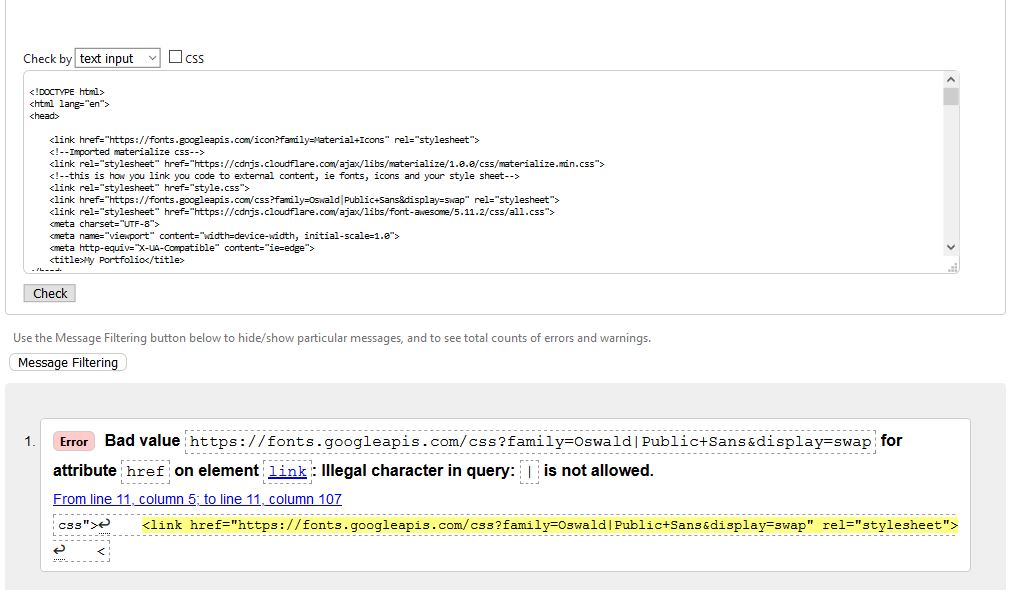 Check by text input CSS
<!DOCTYPE html>
<html lang="en">
<head>
<link href="https://fonts.googleapis.com/icon?family=Material+Icons" rel="stylesheet">
<!--Imported materialize css-->
<link rel="stylesheet" href="https://cdnjs.cloudflare.com/ajax/libs/materialize/1.0.0/css/materialize.min.css">
<!--this is how you link you code to external content, ie fonts, icons and your style sheet-->
<link rel="stylesheet" href="style.css">
<link href="https://fonts.googleapis.com/css?family=Oswald|Public+Sans&display=swap" rel="stylesheet">
<link rel="stylesheet" href="https://cdnjs.cloudflare.com/ajax/libs/font-awesome/5.11.2/css/all.css">
<meta charset="UTF-8">
<meta name="viewport" content="width=device-width, initial-scale=1.0">
<meta http-equiv="X-UA-Compatible" content="ie=edge">
<title>My Portfolio</title>
</head>
Check
Use the Message Filtering button below to hide/show particular messages, and to see total counts of errors and warnings.
Message Filtering
1. Error Bad value https://fonts.googleapis.com/css?family=Oswald|Public+Sans&display=swap for
attribute href on element link: Illegal character in query: | is not allowed.
From line 11, column 5; to line 11, column 107
css">↩ <link href="https://fonts.googleapis.com/css?family=Oswald|Public+Sans&display=swap" rel="stylesheet">
↩ <